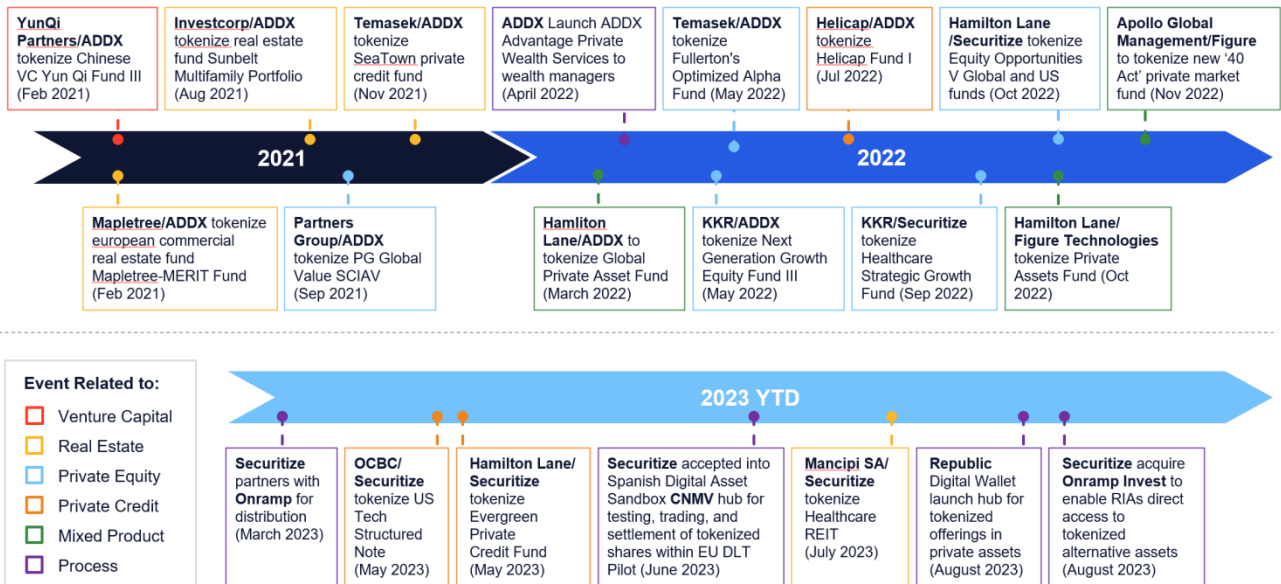 YunQi
Partners/ADDX
tokenize Chinese
VC Yun Qi Fund III
(Feb 2021)
Investcorp/ADDX
tokenize real estate
fund Sunbelt
Multifamily Portfolio
(Aug 2021)
Temasek/ADDX
tokenize
SeaTown private
credit fund
(Nov 2021)
ADDX Launch ADDX
Advantage Private
Wealth Services to
wealth managers
(April 2022)
Temasek/ADDX
tokenize
Fullerton's
Optimized Alpha
Fund (May 2022)
Helicap/ADDX
tokenize
Helicap Fund I
(Jul 2022)
Hamilton Lane
/Securitize tokenize
Equity Opportunities
V Global and US
funds (Oct 2022)
Apollo Global
Management/Figure
to tokenize new ‘40
Act’ private market
fund (Nov 2022)
2021
2022
Mapletree/ADDX tokenize
european commercial
real estate fund
Mapletree-MERIT Fund
(Feb 2021)
Partners
Group/ADDX
tokenize PG Global
Value SCIAV
(Sep 2021)
Hamliton
Lane/ADDX to
tokenize Global
Private Asset Fund
(March 2022)
KKR/ADDX
tokenize Next
Generation Growth
Equity Fund III
(May 2022)
KKR/Securitize
tokenize
Healthcare
Strategic Growth
Fund (Sep 2022)
Hamilton Lane/
Figure Technologies
tokenize Private
Assets Fund (Oct
2022)
Event Related to:
Venture Capital
Real Estate
Private Equity
Private Credit
Mixed Product
Process
2023 YTD
Securitize
partners with
Onramp for
distribution
(March 2023)
OCBC/
Securitize
tokenize US
Tech
Structured
Note
(May 2023)
Hamilton Lane/
Securitize
tokenize
Evergreen
Private
Credit Fund
(May 2023)
Securitize accepted into
Spanish Digital Asset
Sandbox CNMV hub for
testing, trading, and
settlement of tokenized
shares within EU DLT
Pilot (June 2023)
Mancipi SA/
Securitize
tokenize
Healthcare
REIT
(July 2023)
Republic
Digital Wallet
launch hub for
tokenized
offerings in
private assets
(August 2023)
Securitize acquire
Onramp Invest to
enable RIAs direct
access to
tokenized
alternative assets
(August 2023)